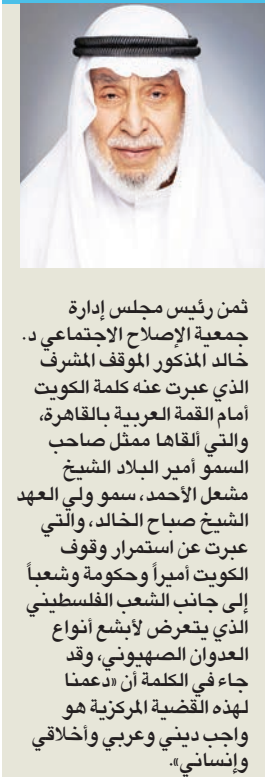 ثمن رئيس مجلس إدارة
جمعية الإصلاح الاجتماعي د.
خالد المذكور الموقف المشرف
الذي عبرت عنه كلمة الكويت
أمام القمة العربية بالقاهرة،
والتي ألقاها ممثل صاحب
السمو أمير البلاد الشيخ
مشعل الأحمد، سمو ولي العهد
الشيخ صباح الخالد، والتي
عبرت عن استمرار وقوف
الكويت أميراً وحكومة وشعباً
إلى جانب الشعب الفلسطيني
الذي يتعرض لأبشع أنواع
العدوان الصهيوني، وقد
جاء في الكلمة أن «دعمنا
لهذه القضية المركزية هو
واجب ديني وعربي وأخلاقي
وإنساني».